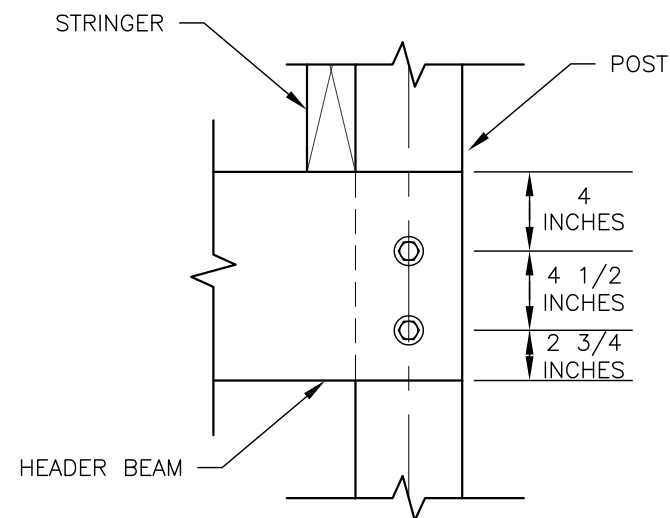 STRINGER
POST
4
INCHES
4 1/2
INCHES
2 3/4
INCHES
HEADER BEAM